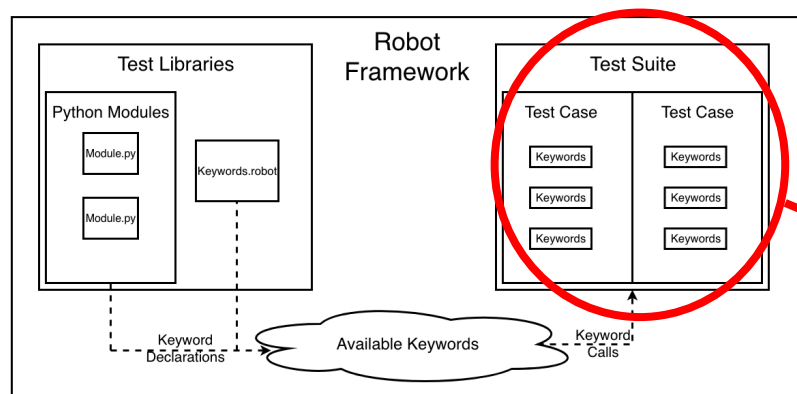 Robot
Framework
Test Libraries
Python Modules
Module.py
Module.py
Keywords.robot
Test Suite
Test Case
Keywords
Keywords
Keywords
Test Case
Keywords
Keywords
Keywords
Keyword
Declarations
Available Keywords
Keyword
Calls